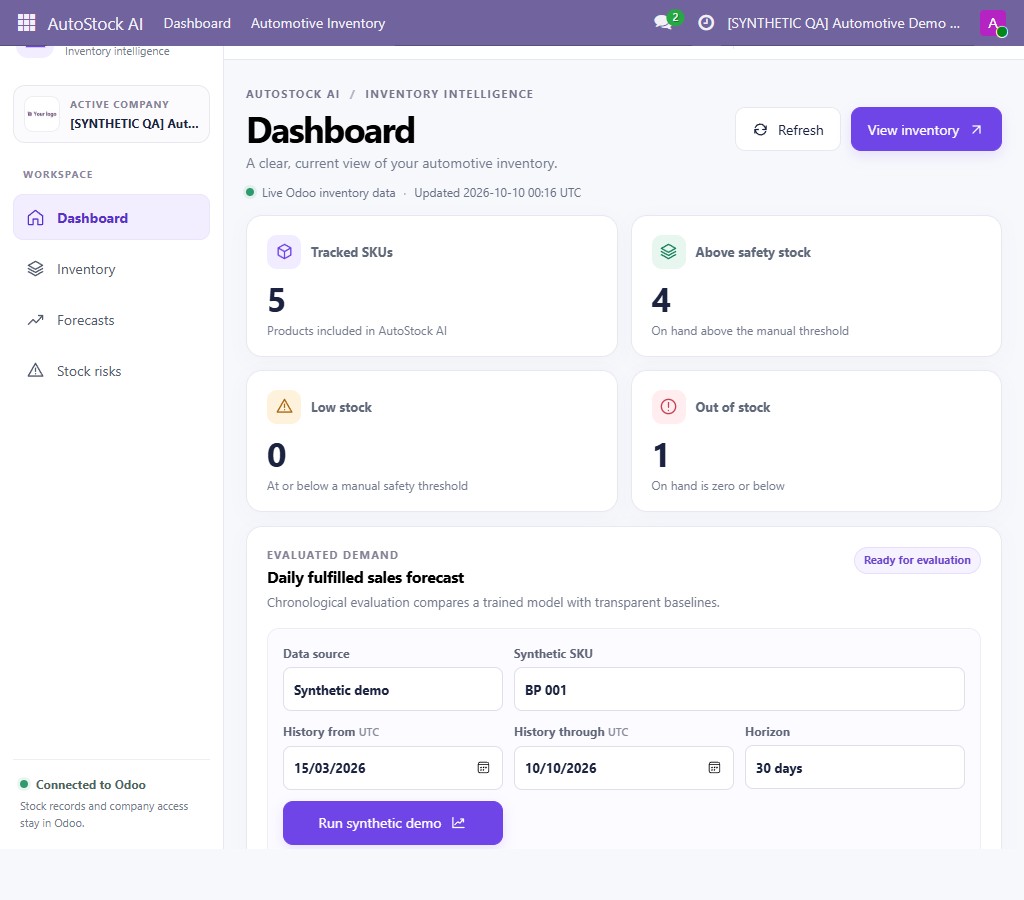 AutoStock AI
Dashboard
Automotive Inventory
2
[SYNTHETIC QA] Automotive Demo ...
A
Inventory intelligence
Your logo
ACTIVE COMPANY
[SYNTHETIC QA] Aut...
WORKSPACE
Dashboard
Inventory
Forecasts
Stock risks
Connected to Odoo
Stock records and company access
stay in Odoo.
AUTOSTOCK AI / INVENTORY INTELLIGENCE
Dashboard
A clear, current view of your automotive inventory.
Live Odoo inventory data · Updated 2026-10-10 00:16 UTC
Refresh
View inventory
Tracked SKUs
5
Products included in AutoStock AI
Above safety stock
4
On hand above the manual threshold
Low stock
0
At or below a manual safety threshold
Out of stock
1
On hand is zero or below
EVALUATED DEMAND
Daily fulfilled sales forecast
Chronological evaluation compares a trained model with transparent baselines.
Ready for evaluation
Data source
Synthetic demo
Synthetic SKU
BP 001
History from UTC
15/03/2026
History through UTC
10/10/2026
Horizon
30 days
Run synthetic demo